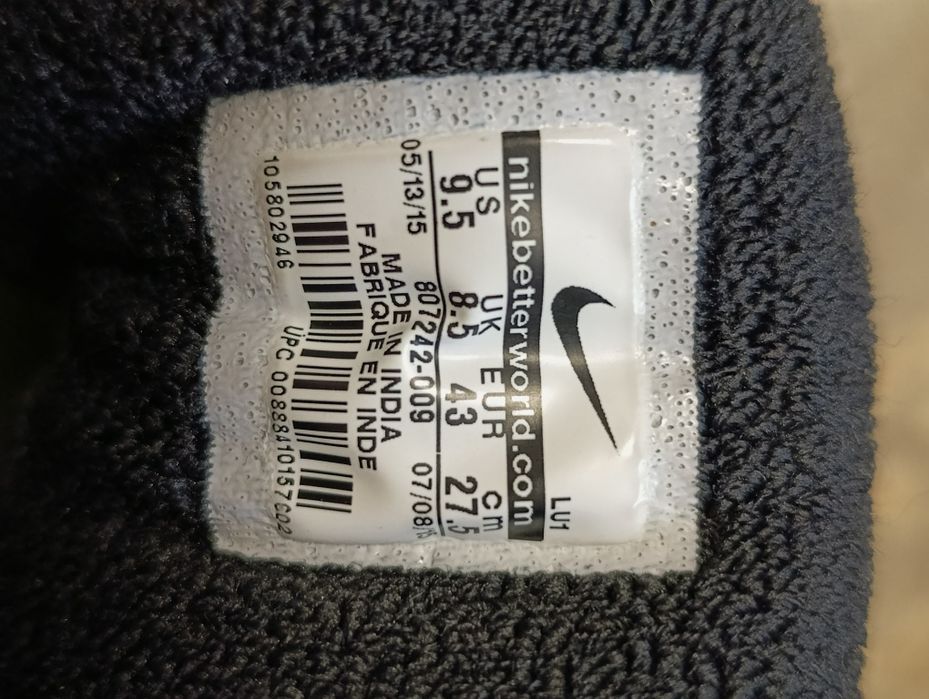 LU1
nikebetterworld.com
US UK EUR cm
9.5 8.5 43 27.5
05/13/15 807242-009 07/08/15
MADE IN INDIA
FABRIQUE EN INDE
105802946 UPC 00888410157602